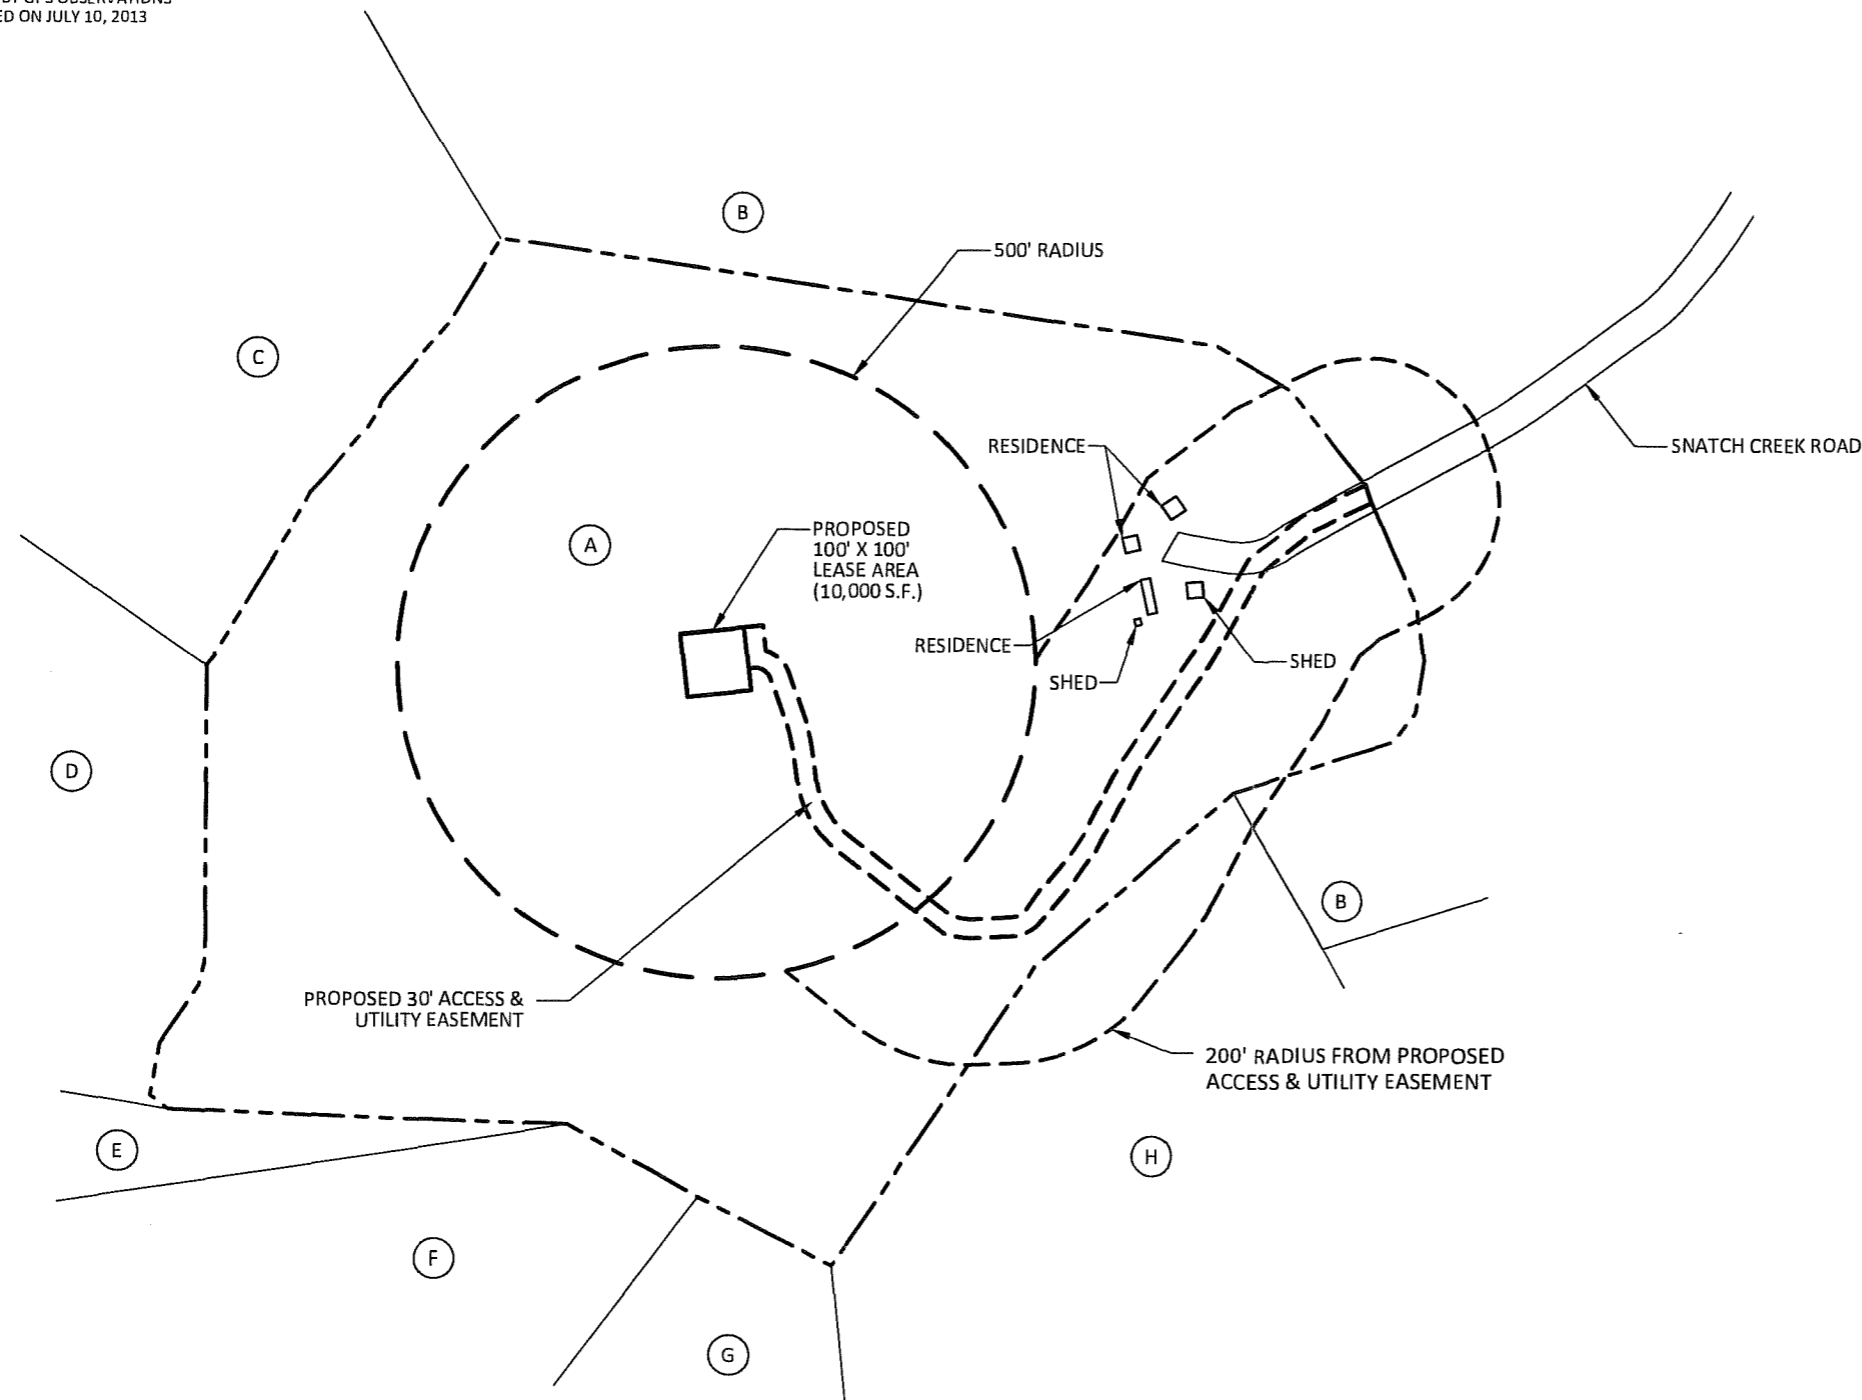 ED ON JULY 10, 2013
B
500' RADIUS
C
RESIDENCE
SNATCH CREEK ROAD
A
PROPOSED
100' X 100'
LEASE AREA
(10,000 S.F.)
RESIDENCE
SHED
SHED
D
B
PROPOSED 30' ACCESS &
UTILITY EASEMENT
200' RADIUS FROM PROPOSED
ACCESS & UTILITY EASEMENT
E
H
F
G